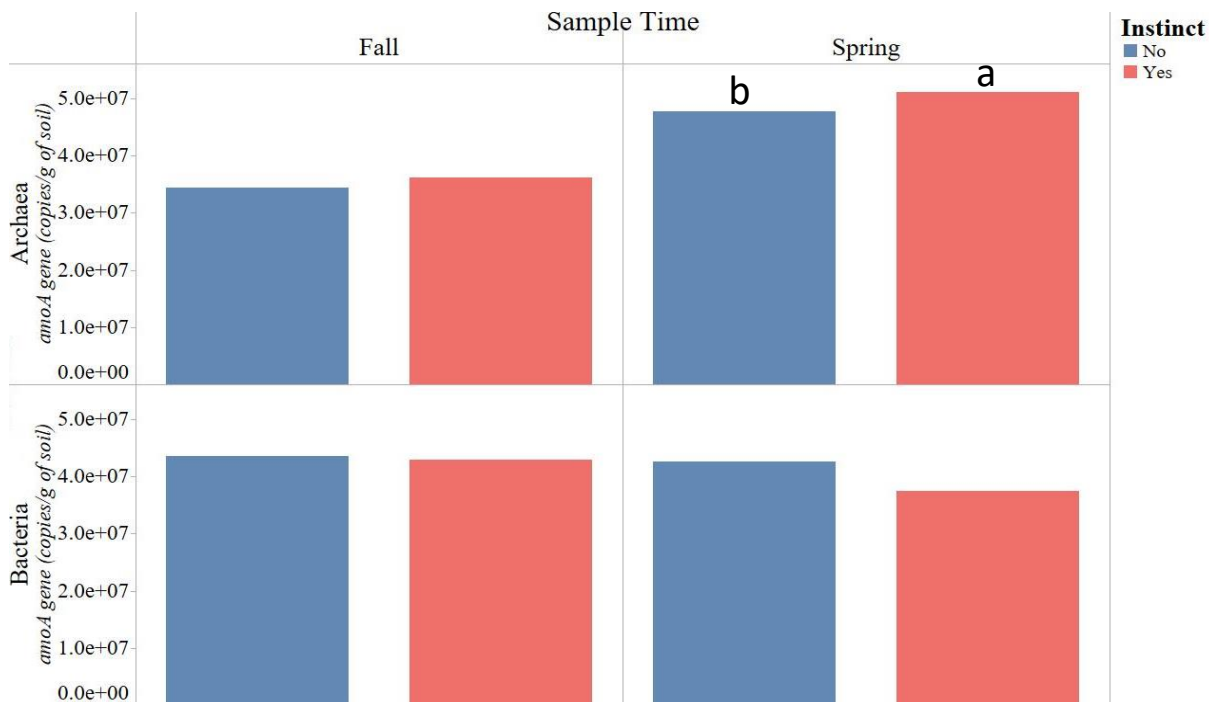 Sample Time
Fall
Spring
Instinct
No
Yes
Archaea
amoA gene (copies/g of soil)
5.0e+07
4.0e+07
3.0e+07
2.0e+07
1.0e+07
0.0e+00
b
a
Bacteria
amoA gene (copies/g of soil)
5.0e+07
4.0e+07
3.0e+07
2.0e+07
1.0e+07
0.0e+00